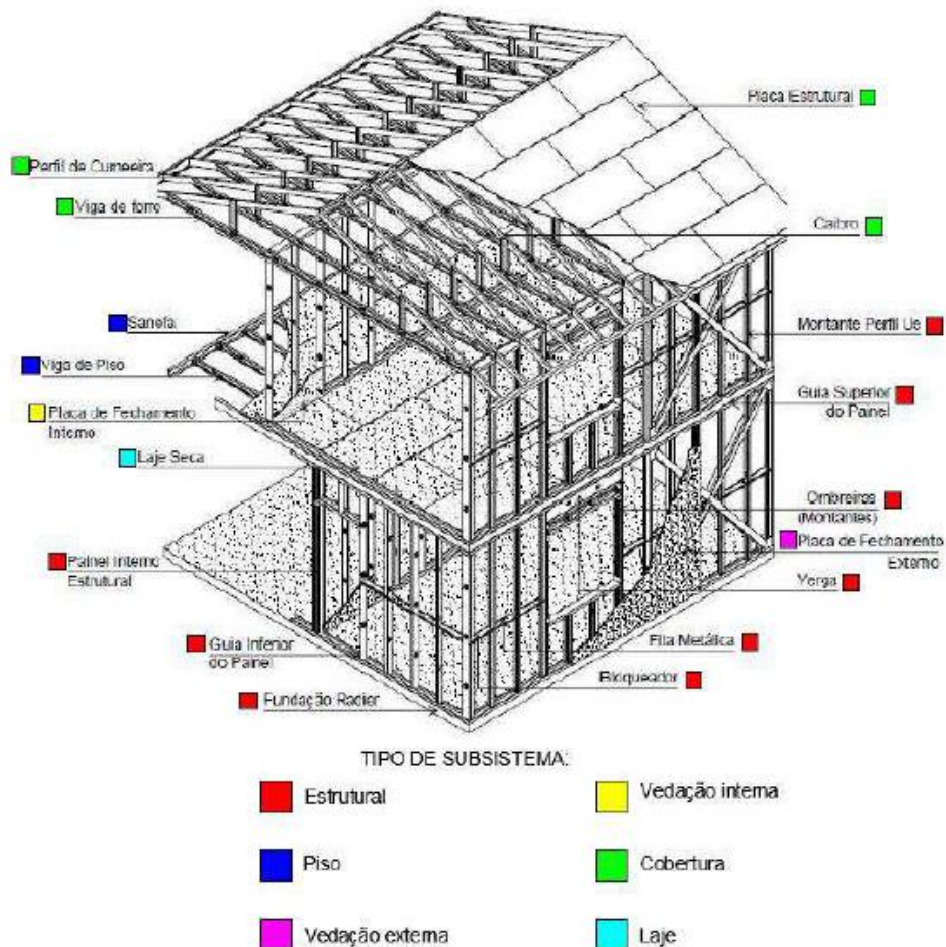 Placa Estrutural
Perfil de Cumeeira
Viga de forro
Caibro
Sanefa
Montante Perfil Ue
Viga de Piso
Guia Superior
do Painel
Placa de Fechamento
Interno
Laje Seca
Ombreiras
(Montantes)
Placa de Fechamento
Externo
Painel Interno
Estrutural
Verga
Guia Inferior
do Painel
Fita Metálica
Bloqueador
Fundação Radier
TIPO DE SUBSISTEMA:
Estrutural
Vedação interna
Piso
Cobertura
Vedação externa
Laje